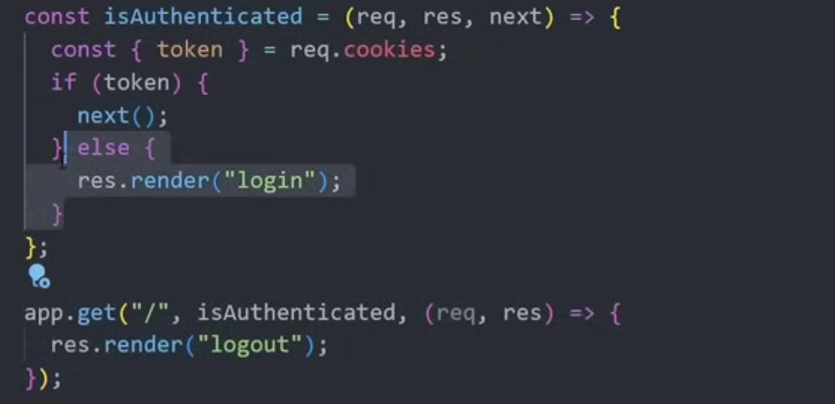 const isAuthenticated = (req, res, next) => {
  const { token } = req.cookies;
  if (token) {
    next();
  } else {
    res.render("login");
  }
};
app.get("/", isAuthenticated, (req, res) => {
  res.render("logout");
});